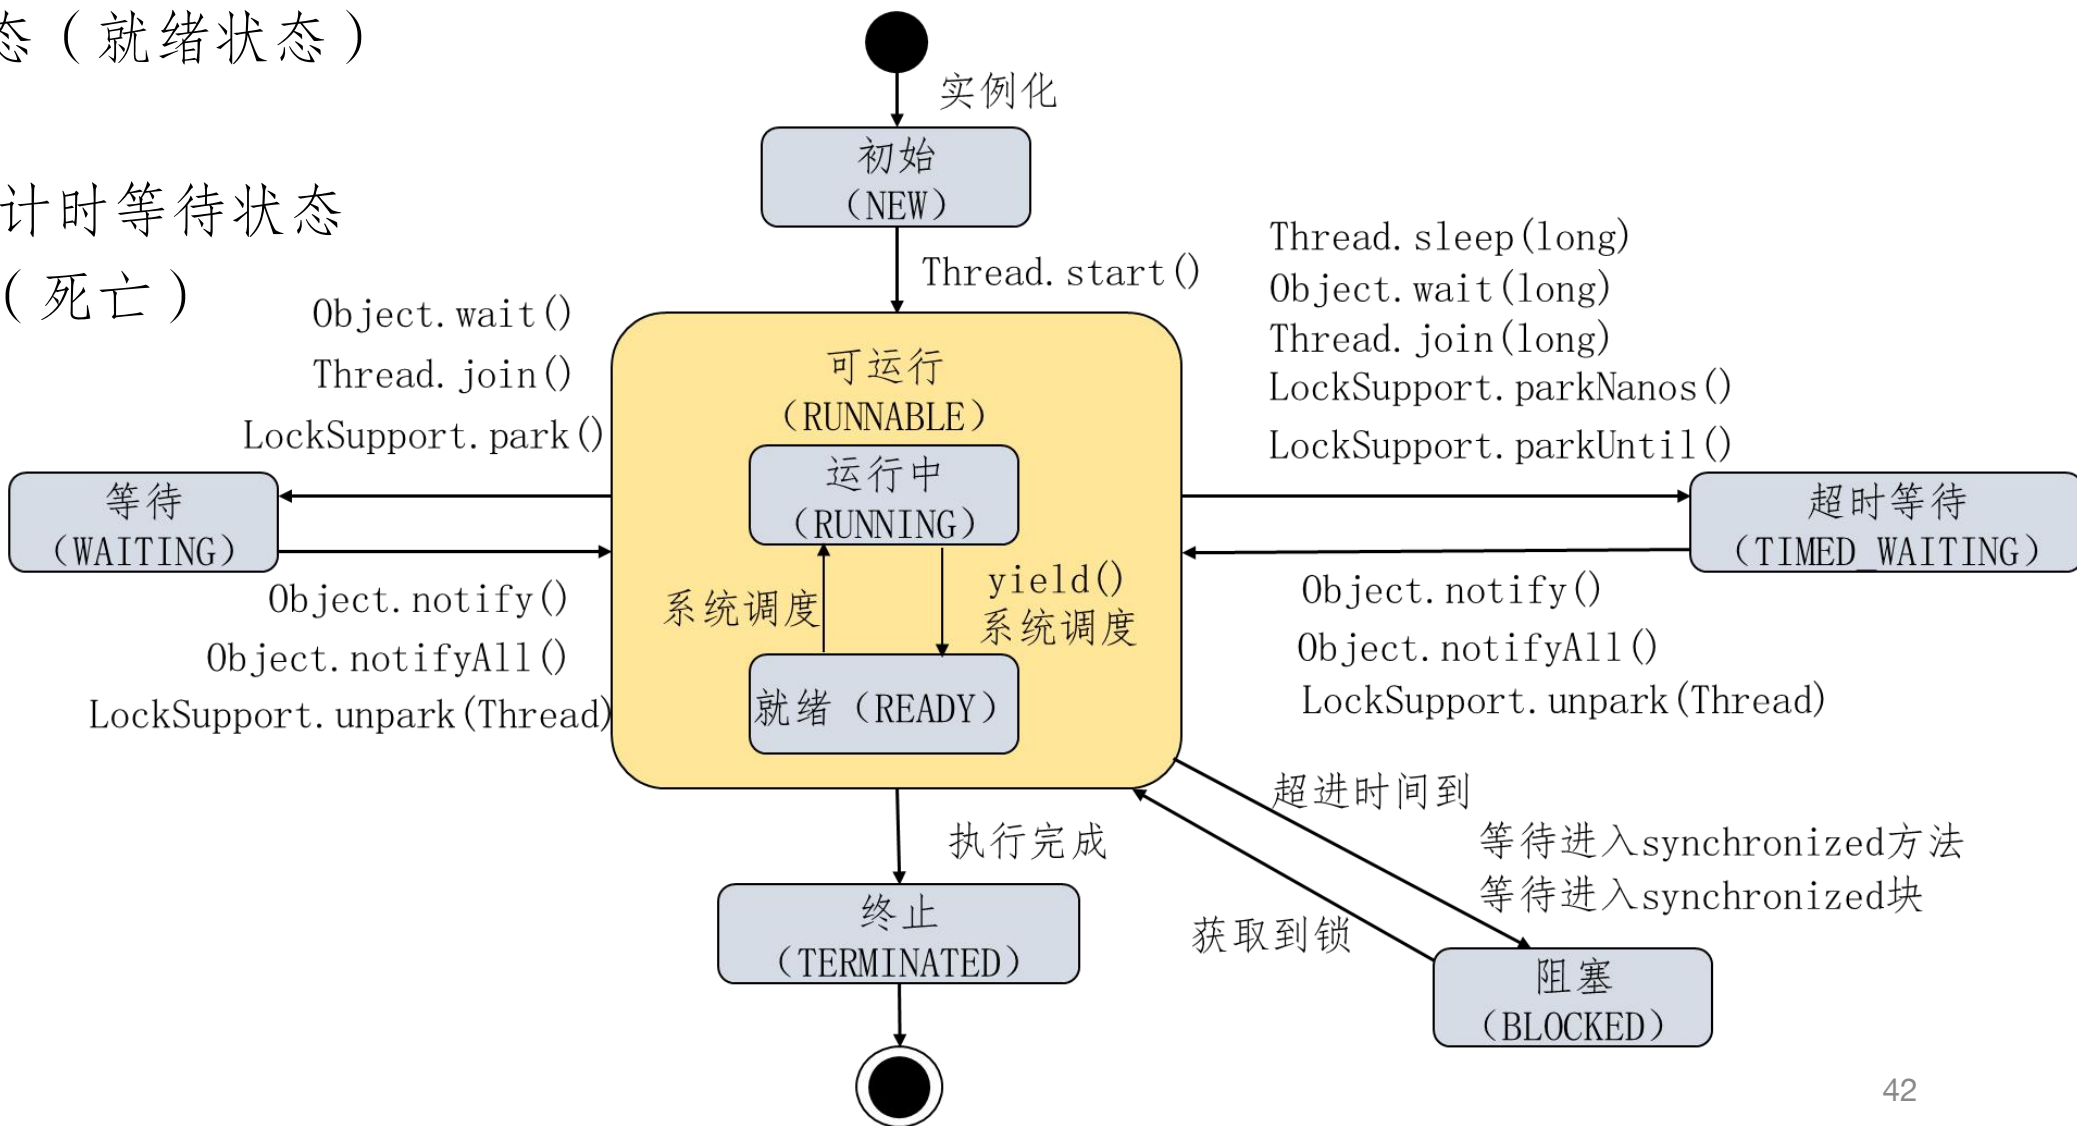 态（就绪状态）
计时等待状态
（死亡）
实例化
初始
（NEW）
Thread.start()
Object.wait()
Thread.join()
LockSupport.park()
Thread.sleep(long)
Object.wait(long)
Thread.join(long)
LockSupport.parkNanos()
LockSupport.parkUntil()
可运行
（RUNNABLE）
运行中
（RUNNING）
等待
（WAITING）
超时等待
（TIMED_WAITING）
系统调度
yield()
系统调度
就绪（READY）
Object.notify()
Object.notifyAll()
LockSupport.unpark(Thread)
Object.notify()
Object.notifyAll()
LockSupport.unpark(Thread)
超进时间到
等待进入synchronized方法
等待进入synchronized块
执行完成
获取到锁
终止
（TERMINATED）
阻塞
（BLOCKED）
42